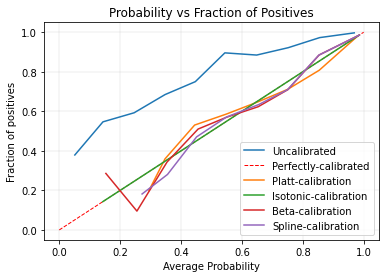 Probability vs Fraction of Positives
Fraction of positives
1.0
0.8
0.6
0.4
0.2
0.0
Uncalibrated
Perfectly-calibrated
Platt-calibration
Isotonic-calibration
Beta-calibration
Spline-calibration
0.0 0.2 0.4 0.6 0.8 1.0
Average Probability